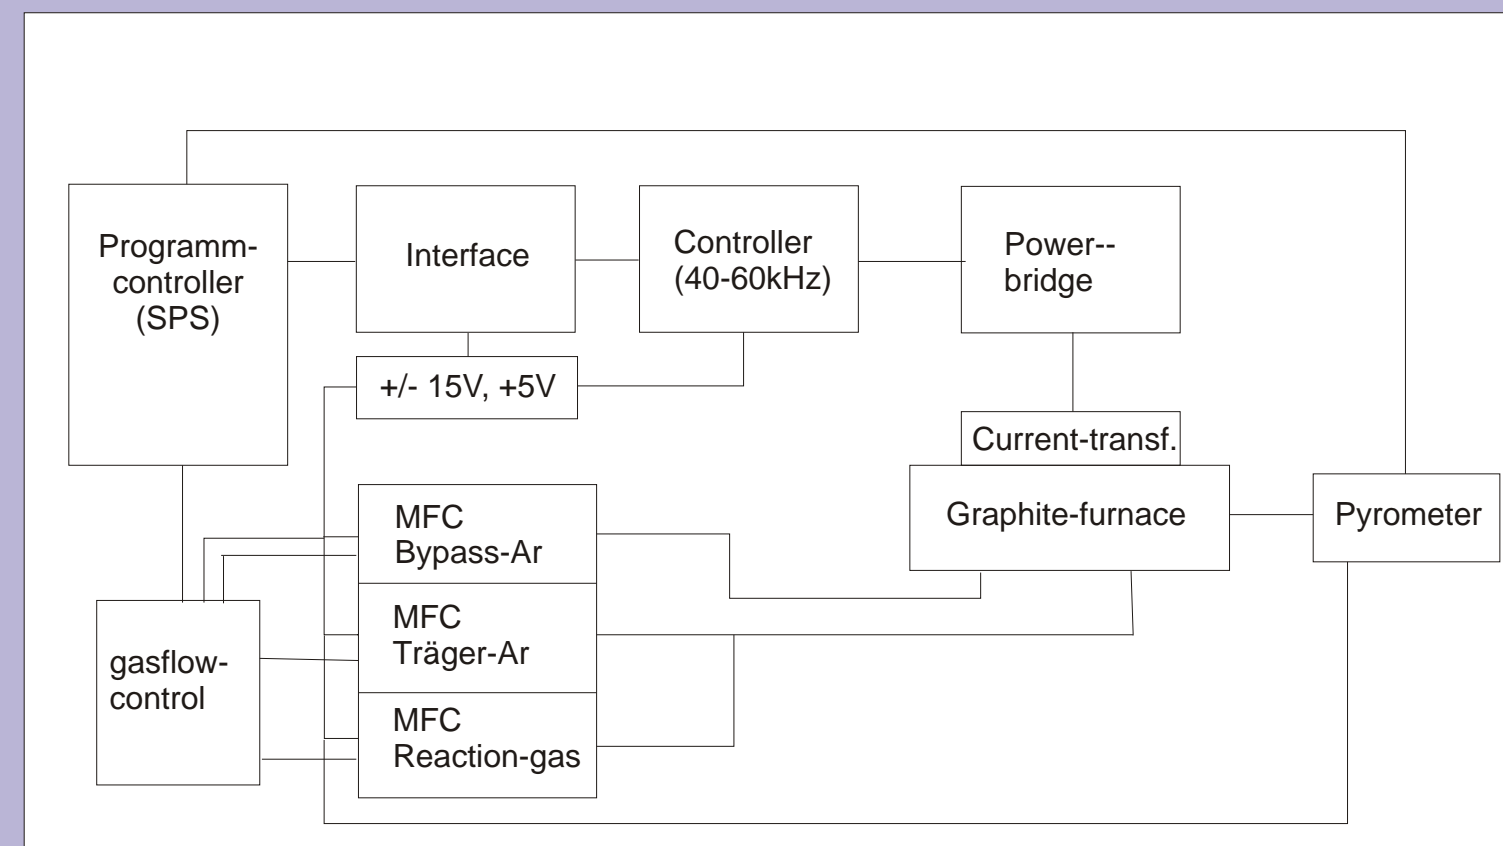 Programm-
controller
(SPS)
Interface
Controller
(40-60kHz)
Power--
bridge
+/- 15V, +5V
Current-transf.
Graphite-furnace
Pyrometer
MFC
Bypass-Ar
MFC
Träger-Ar
MFC
Reaction-gas
gasflow-
control